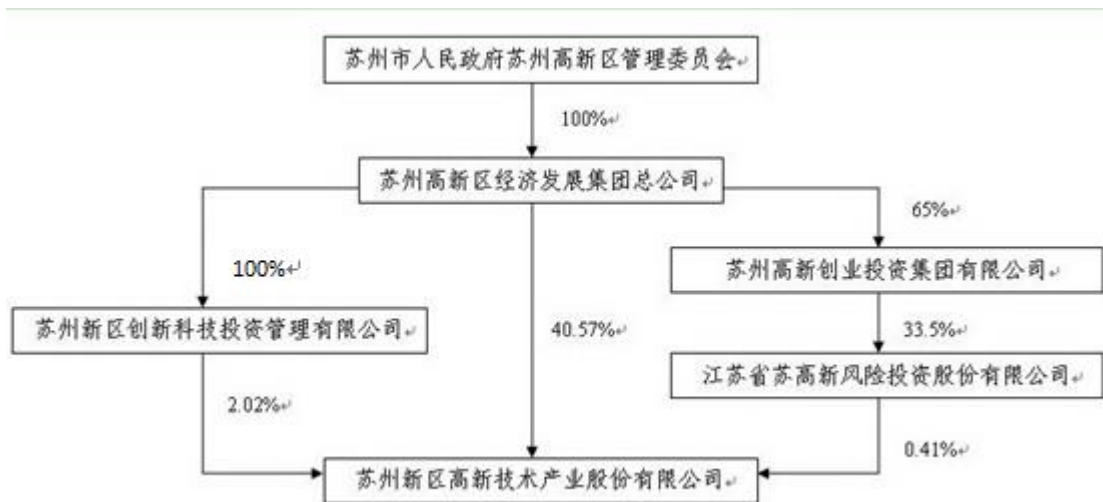 苏州市人民政府苏州高新区管理委员会
100%
苏州高新区经济发展集团总公司
65%
100%
苏州高新创业投资集团有限公司
苏州新区创新科技投资管理有限公司
40.57%
33.5%
江苏省苏高新风险投资股份有限公司
2.02%
0.41%
苏州新区高新技术产业股份有限公司